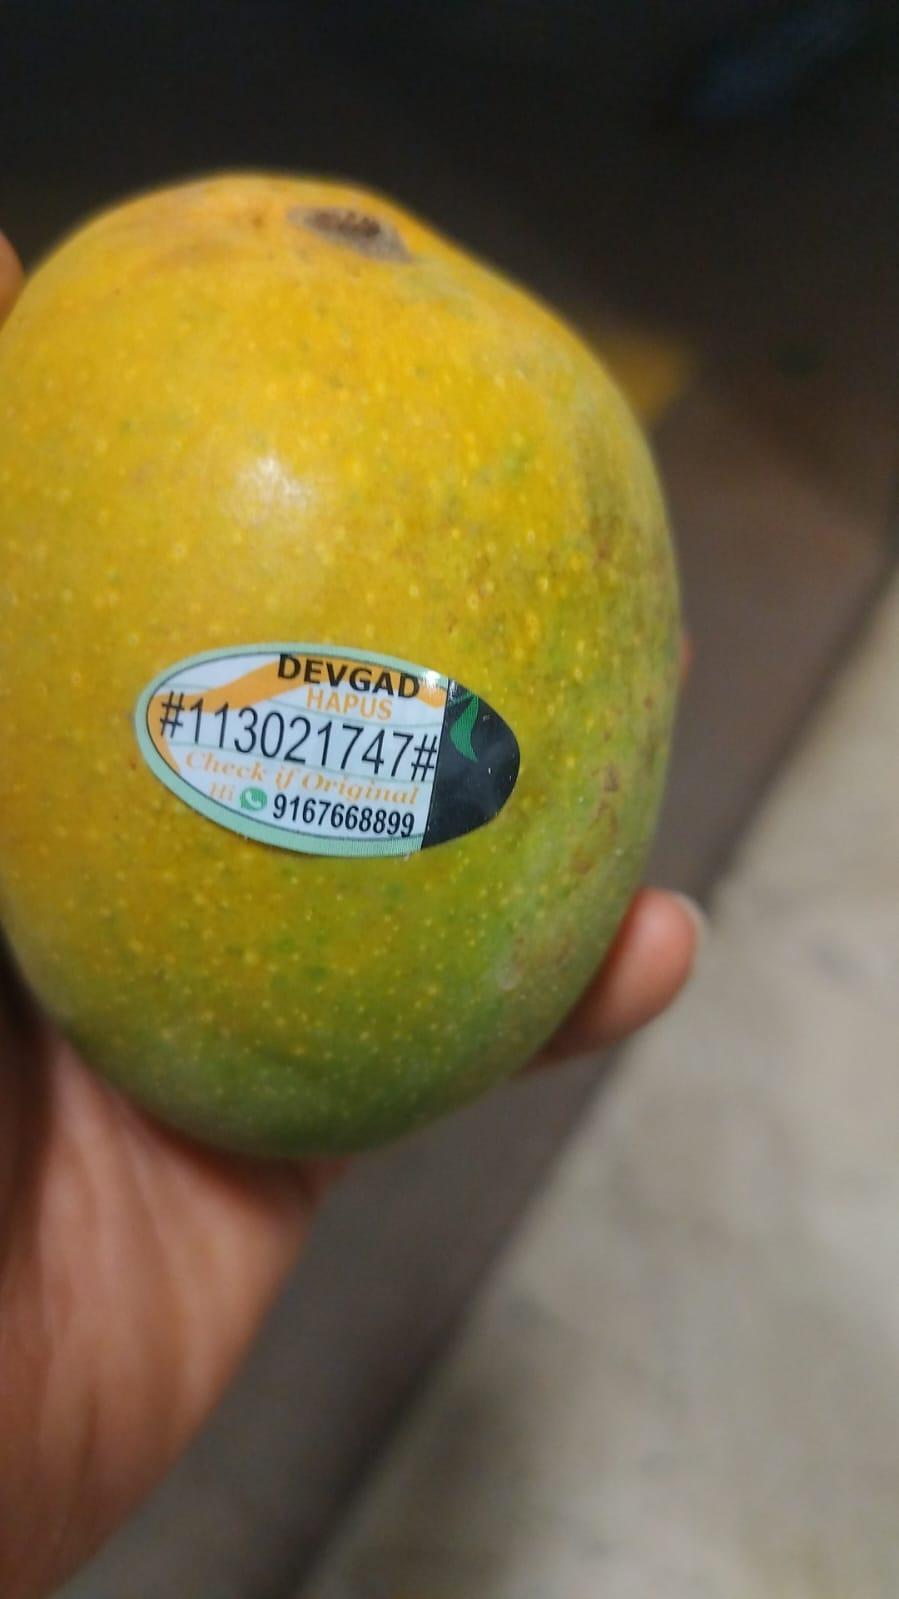 DEVGAD
HAPUS
#113021747#
Check if Original
Hi 9167668899